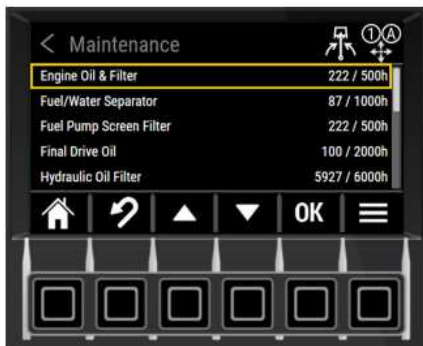 < Maintenance
1 A
Engine Oil & Filter 222 / 500h
Fuel/Water Separator 87 / 1000h
Fuel Pump Screen Filter 222 / 500h
Final Drive Oil 100 / 2000h
Hydraulic Oil Filter 5927 / 6000h
OK